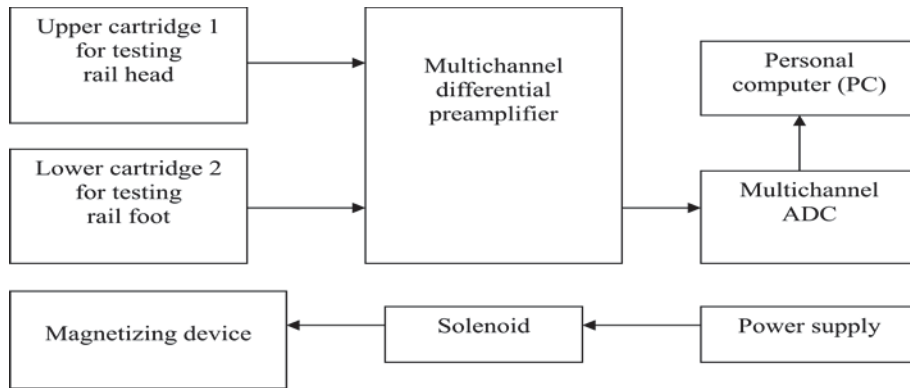 Upper cartridge 1
for testing
rail head
Multichannel
differential
preamplifier
Personal
computer (PC)
Lower cartridge 2
for testing
rail foot
Multichannel
ADC
Magnetizing device
Solenoid
Power supply